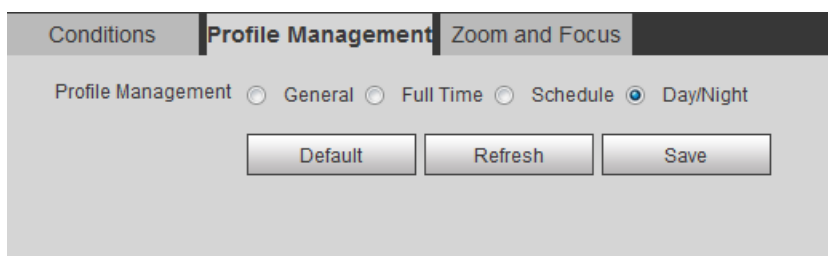 Conditions Profile Management Zoom and Focus
Profile Management General Full Time Schedule Day/Night
Default Refresh Save